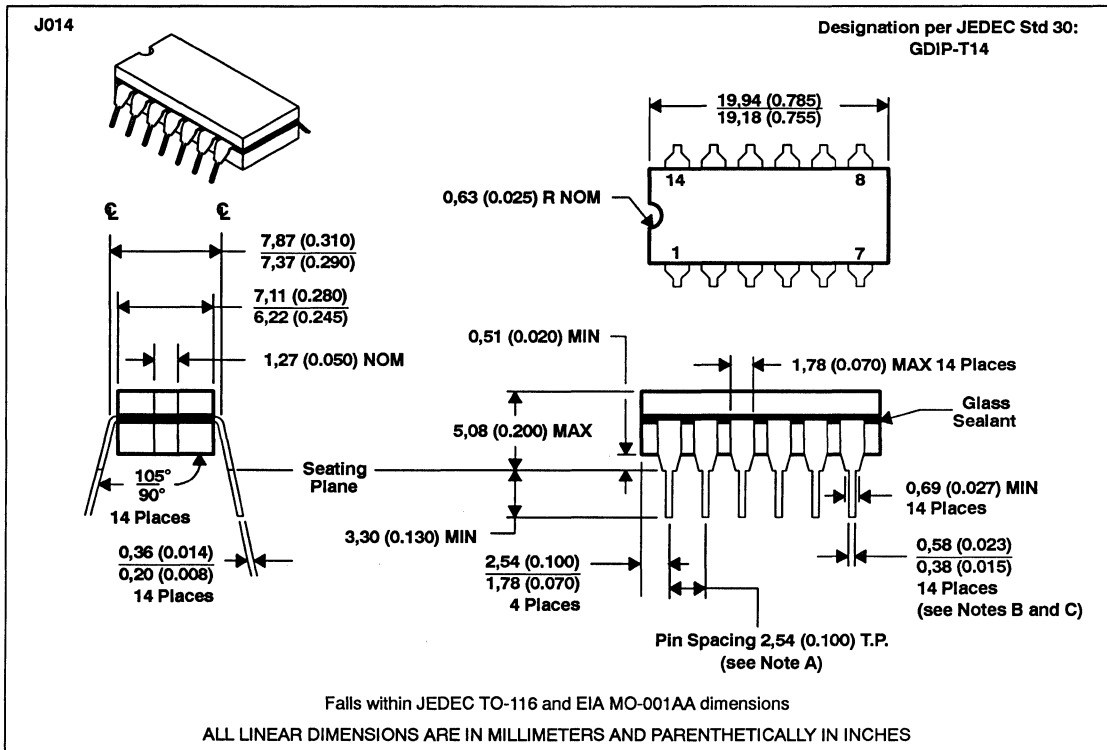 J014
Designation per JEDEC Std 30:
GDIP-T14
19,94 (0.785)
19,18 (0.755)
14
8
0,63 (0.025) R NOM
1
7
℄
℄
7,87 (0.310)
7,37 (0.290)
7,11 (0.280)
6,22 (0.245)
1,27 (0.050) NOM
0,51 (0.020) MIN
1,78 (0.070) MAX 14 Places
Glass
Sealant
5,08 (0.200) MAX
105°
90°
14 Places
Seating
Plane
0,69 (0.027) MIN
14 Places
3,30 (0.130) MIN
0,36 (0.014)
0,20 (0.008)
14 Places
2,54 (0.100)
1,78 (0.070)
4 Places
0,58 (0.023)
0,38 (0.015)
14 Places
(see Notes B and C)
Pin Spacing 2,54 (0.100) T.P.
(see Note A)
Falls within JEDEC TO-116 and EIA MO-001AA dimensions
ALL LINEAR DIMENSIONS ARE IN MILLIMETERS AND PARENTHETICALLY IN INCHES